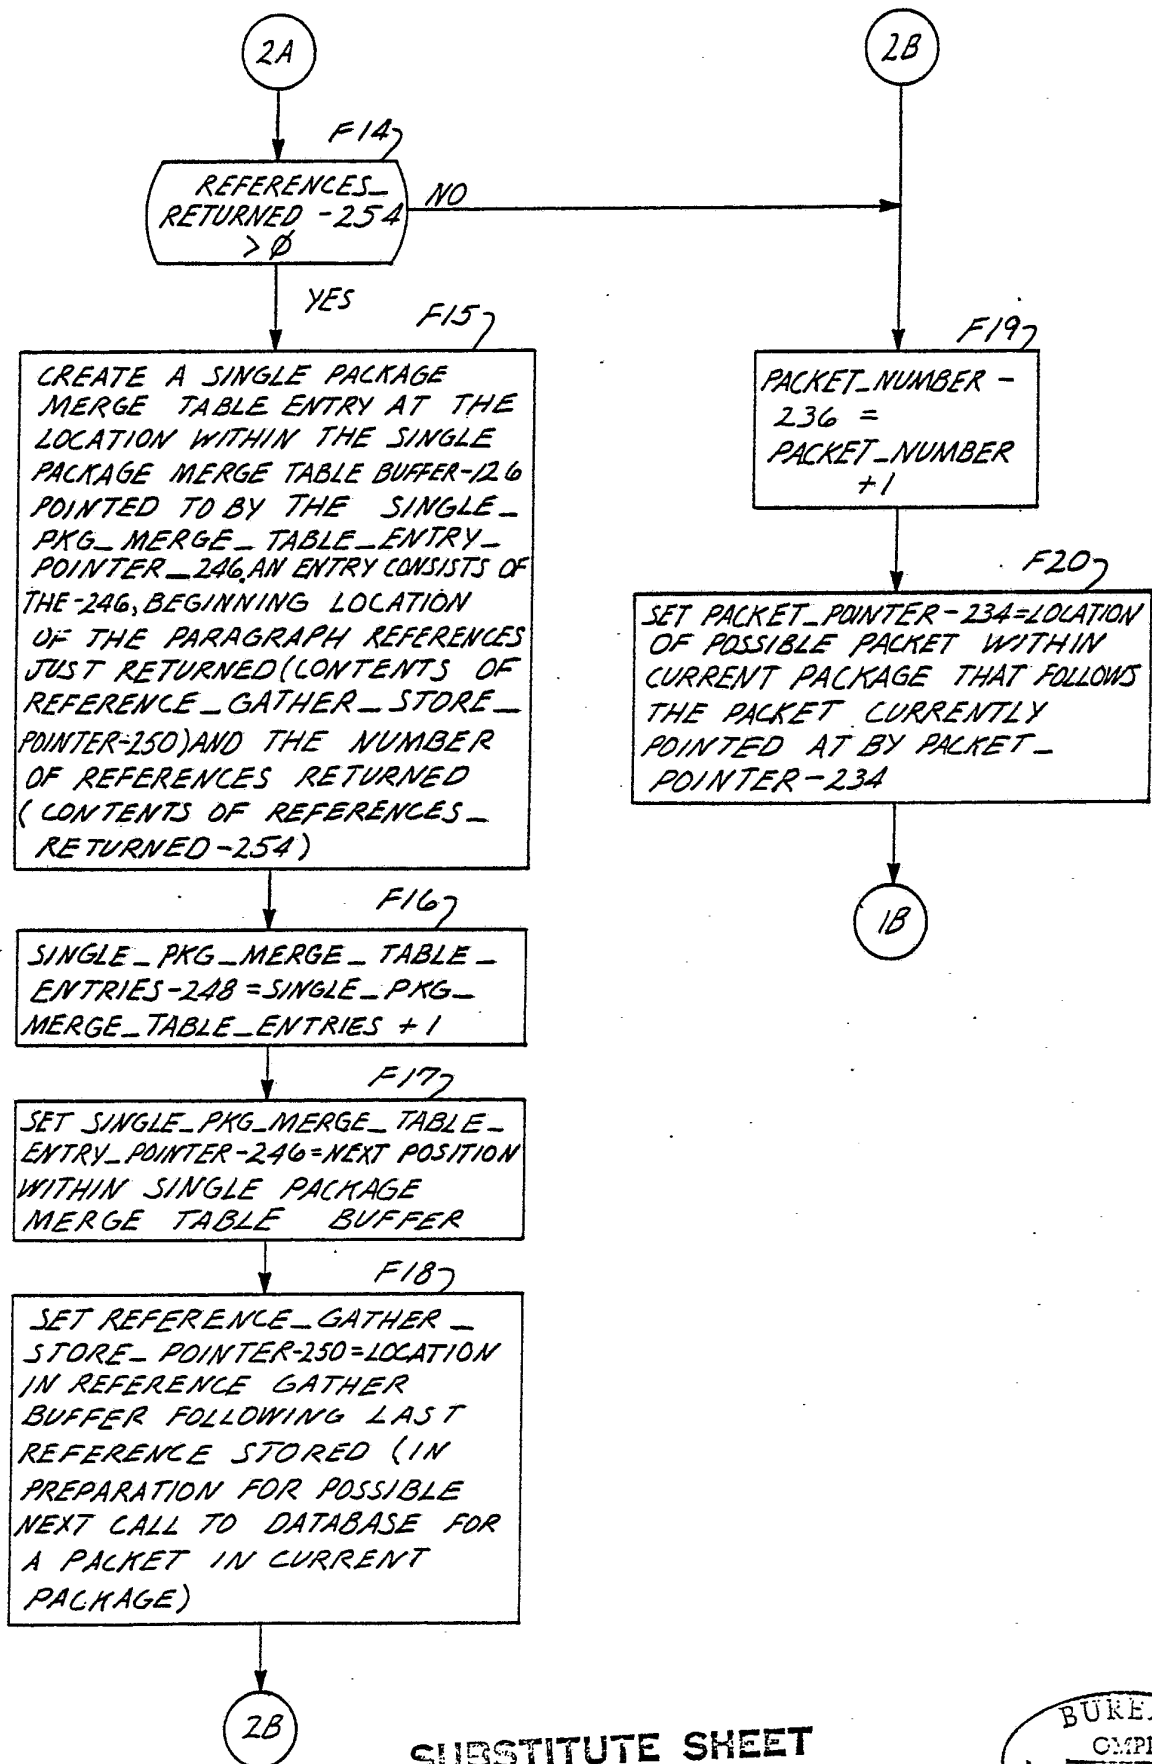 2A
F14
REFERENCES_
RETURNED -254
> Ø
NO
YES
F15
CREATE A SINGLE PACKAGE
MERGE TABLE ENTRY AT THE
LOCATION WITHIN THE SINGLE
PACKAGE MERGE TABLE BUFFER-126
POINTED TO BY THE SINGLE_
PKG_MERGE_TABLE_ENTRY_
POINTER_246. AN ENTRY CONSISTS OF
THE-246, BEGINNING LOCATION
OF THE PARAGRAPH REFERENCES
JUST RETURNED (CONTENTS OF
REFERENCE_GATHER_STORE_
POINTER-250) AND THE NUMBER
OF REFERENCES RETURNED
(CONTENTS OF REFERENCES_
RETURNED-254)
F16
SINGLE_PKG_MERGE_TABLE_
ENTRIES-248 = SINGLE_PKG_
MERGE_TABLE_ENTRIES +1
F17
SET SINGLE_PKG_MERGE_TABLE_
ENTRY_POINTER-246=NEXT POSITION
WITHIN SINGLE PACKAGE
MERGE TABLE BUFFER
F18
SET REFERENCE_GATHER_
STORE_POINTER-250=LOCATION
IN REFERENCE GATHER
BUFFER FOLLOWING LAST
REFERENCE STORED (IN
PREPARATION FOR POSSIBLE
NEXT CALL TO DATABASE FOR
A PACKET IN CURRENT
PACKAGE)
2B
2B
F19
PACKET_NUMBER -
236 =
PACKET_NUMBER
+1
F20
SET PACKET_POINTER-234=LOCATION
OF POSSIBLE PACKET WITHIN
CURRENT PACKAGE THAT FOLLOWS
THE PACKET CURRENTLY
POINTED AT BY PACKET_
POINTER-234
1B
SUBSTITUTE SHEET